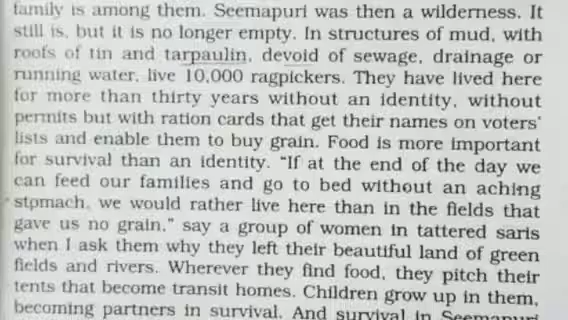 family is among them. Seemapuri was then a wilderness. It
still is, but it is no longer empty. In structures of mud, with
roofs of tin and tarpaulin, devoid of sewage, drainage or
running water, live 10,000 ragpickers. They have lived here
for more than thirty years without an identity, without
permits but with ration cards that get their names on voters'
lists and enable them to buy grain. Food is more important
for survival than an identity. “If at the end of the day we
can feed our families and go to bed without an aching
stomach, we would rather live here than in the fields that
gave us no grain,” say a group of women in tattered saris
when I ask them why they left their beautiful land of green
fields and rivers. Wherever they find food, they pitch their
tents that become transit homes. Children grow up in them,
becoming partners in survival. And survival in Seemapuri